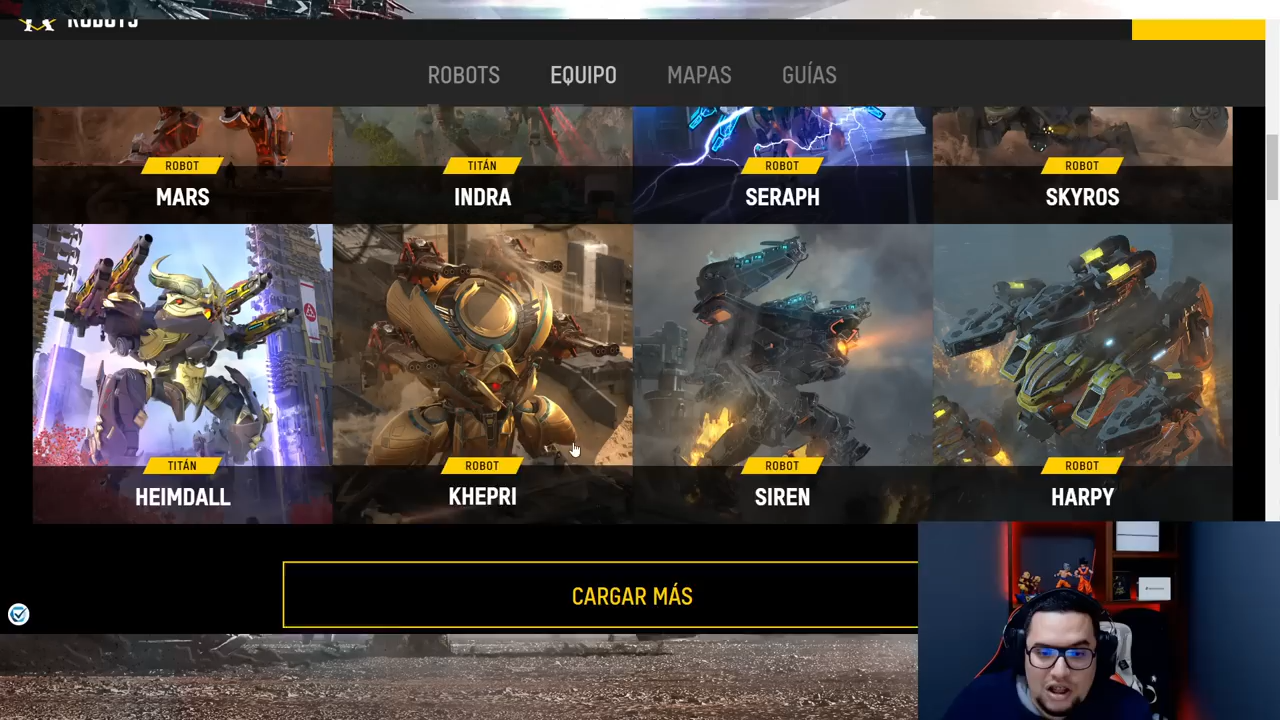 ROBOTS
ROBOTS EQUIPO MAPAS GUÍAS
ROBOT TITÁN ROBOT ROBOT
MARS INDRA SERAPH SKYROS
TITÁN ROBOT ROBOT ROBOT
HEIMDALL KHEPRI SIREN HARPY
CARGAR MÁS